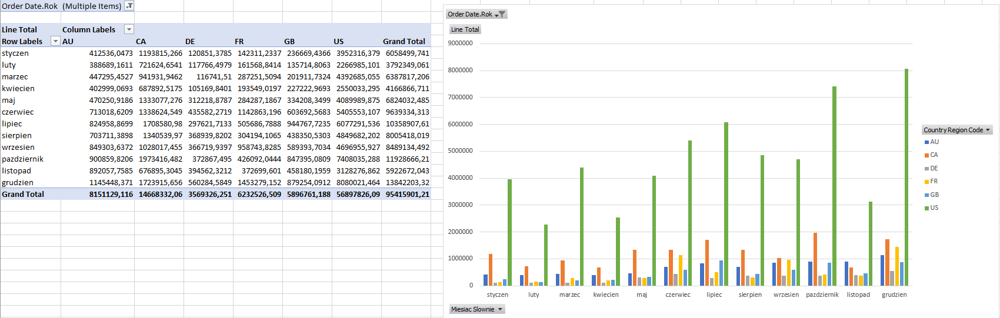 Order Date.Rok (Multiple Items)
Line Total Column Labels
Row Labels AU CA DE FR GB US Grand Total
styczen 412536,0473 1193815,266 120851,3785 142311,2337 236669,4366 3952316,379 6058499,741
luty 388689,1611 721624,6541 117766,4979 161568,8414 135714,8063 2266985,101 3792349,061
marzec 447295,4527 941931,9462 116741,51 287251,5094 201911,7324 4392685,055 6387817,206
kwiecien 402999,0693 687892,5175 105169,8401 193549,0197 227222,9693 2550033,295 4166866,711
maj 470250,9186 1333077,276 312218,8787 284287,1867 334208,3499 4089989,875 6824032,485
czerwiec 713018,6209 1338624,549 435582,2719 1142863,196 603692,5683 5405553,107 9639334,313
lipiec 824958,8699 1708580,98 297621,7133 505686,7888 944767,7235 6077291,536 10358907,61
sierpien 703711,3898 1340539,97 368939,8202 304194,1065 438350,5303 4849682,202 8005418,019
wrzesien 849303,6372 1028017,455 366719,9397 958743,8285 589393,7034 4696955,927 8489134,492
pazdziernik 900859,8206 1973416,482 372867,495 426092,0444 847395,0809 7408035,288 11928666,21
listopad 892057,7585 676895,3045 394562,3212 372699,601 458180,1959 3128276,862 5922672,043
grudzien 1145448,371 1723915,656 560284,5849 1453279,152 879254,0912 8080021,464 13842203,32
Grand Total 8151129,116 14668332,06 3569326,251 6232526,509 5896761,188 56897826,09 95415901,21
Order Date.Rok
Line Total
9000000
8000000
7000000
6000000
5000000
4000000
3000000
2000000
1000000
0
styczen luty marzec kwiecien maj czerwiec lipiec sierpien wrzesien pazdziernik listopad grudzien
Miesiac Slownie
Country Region Code
AU
CA
DE
FR
GB
US